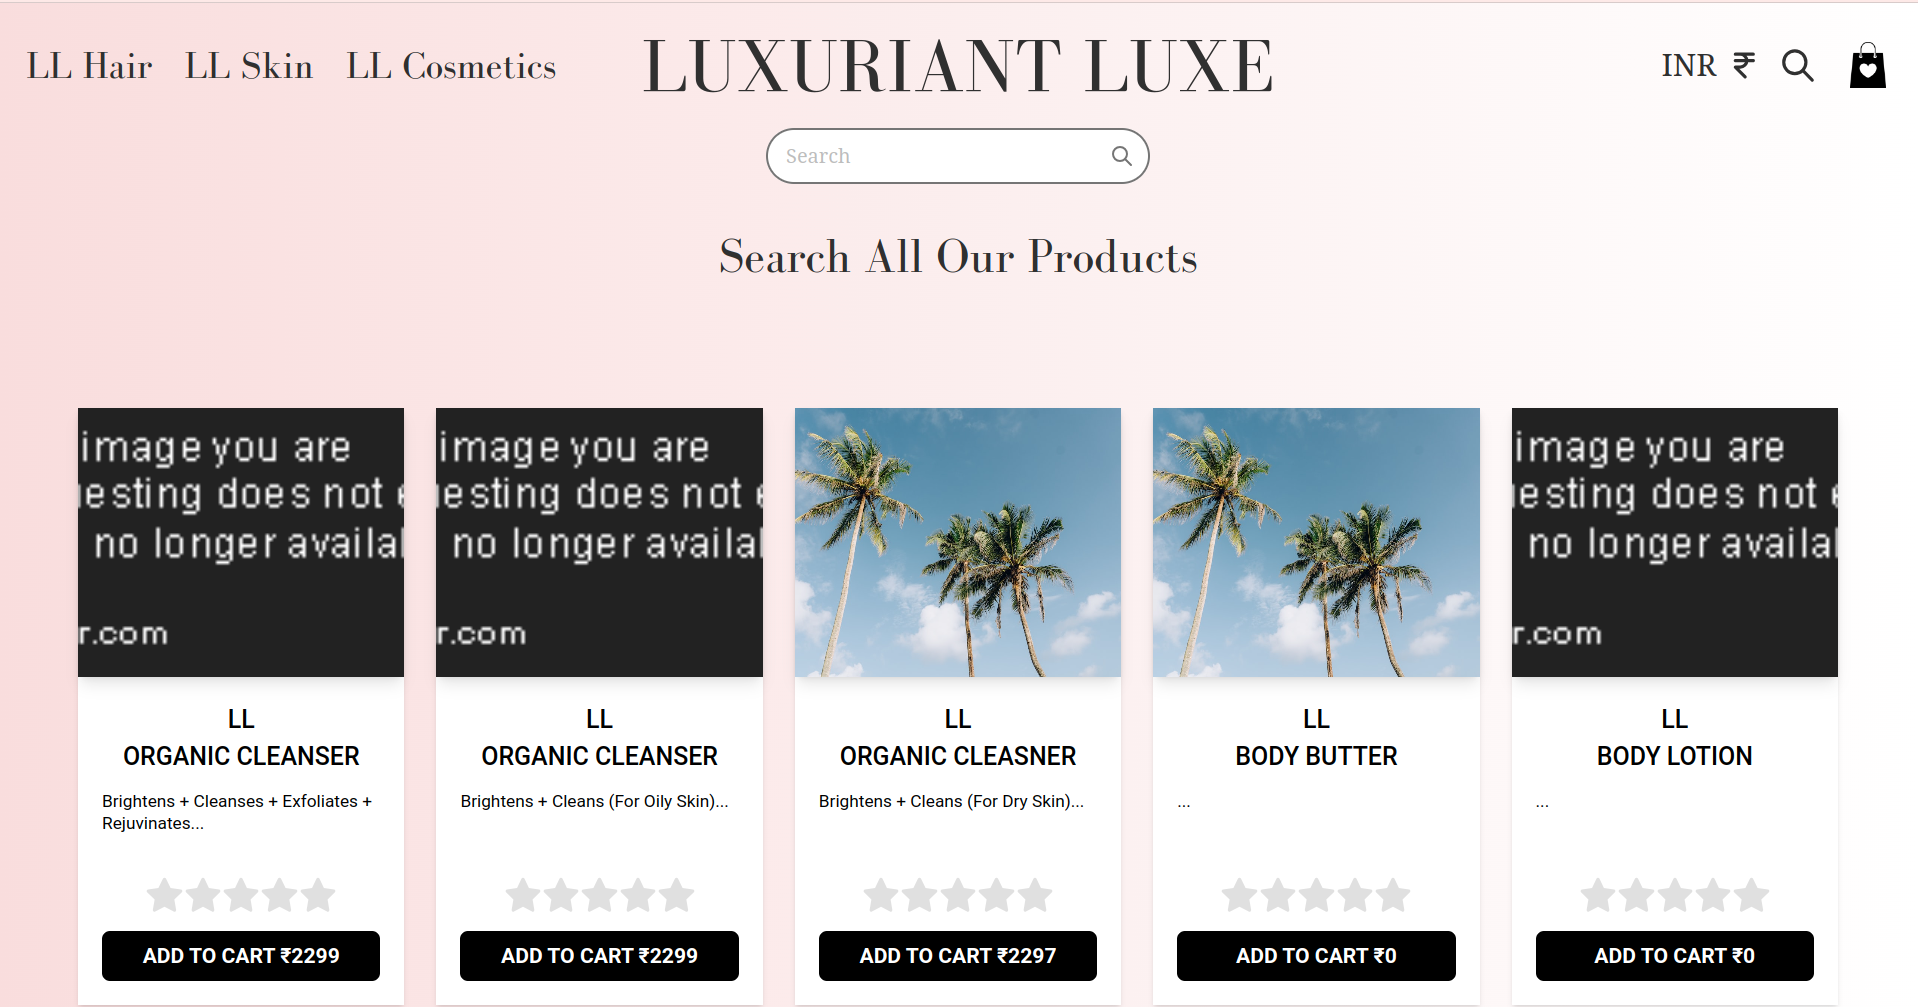 LL Hair LL Skin LL Cosmetics
LUXURIANT LUXE
INR ₹
Search
Search All Our Products
image you are
esting does not
no longer availa
r.com
LL
ORGANIC CLEANSER
Brightens + Cleanses + Exfoliates +
Rejuvinates...
ADD TO CART ₹2299
image you are
esting does not
no longer availa
r.com
LL
ORGANIC CLEANSER
Brightens + Cleans (For Oily Skin)...
ADD TO CART ₹2299
LL
ORGANIC CLEASNER
Brightens + Cleans (For Dry Skin)...
ADD TO CART ₹2297
LL
BODY BUTTER
...
ADD TO CART ₹0
image you are
esting does not
no longer availa
r.com
LL
BODY LOTION
...
ADD TO CART ₹0